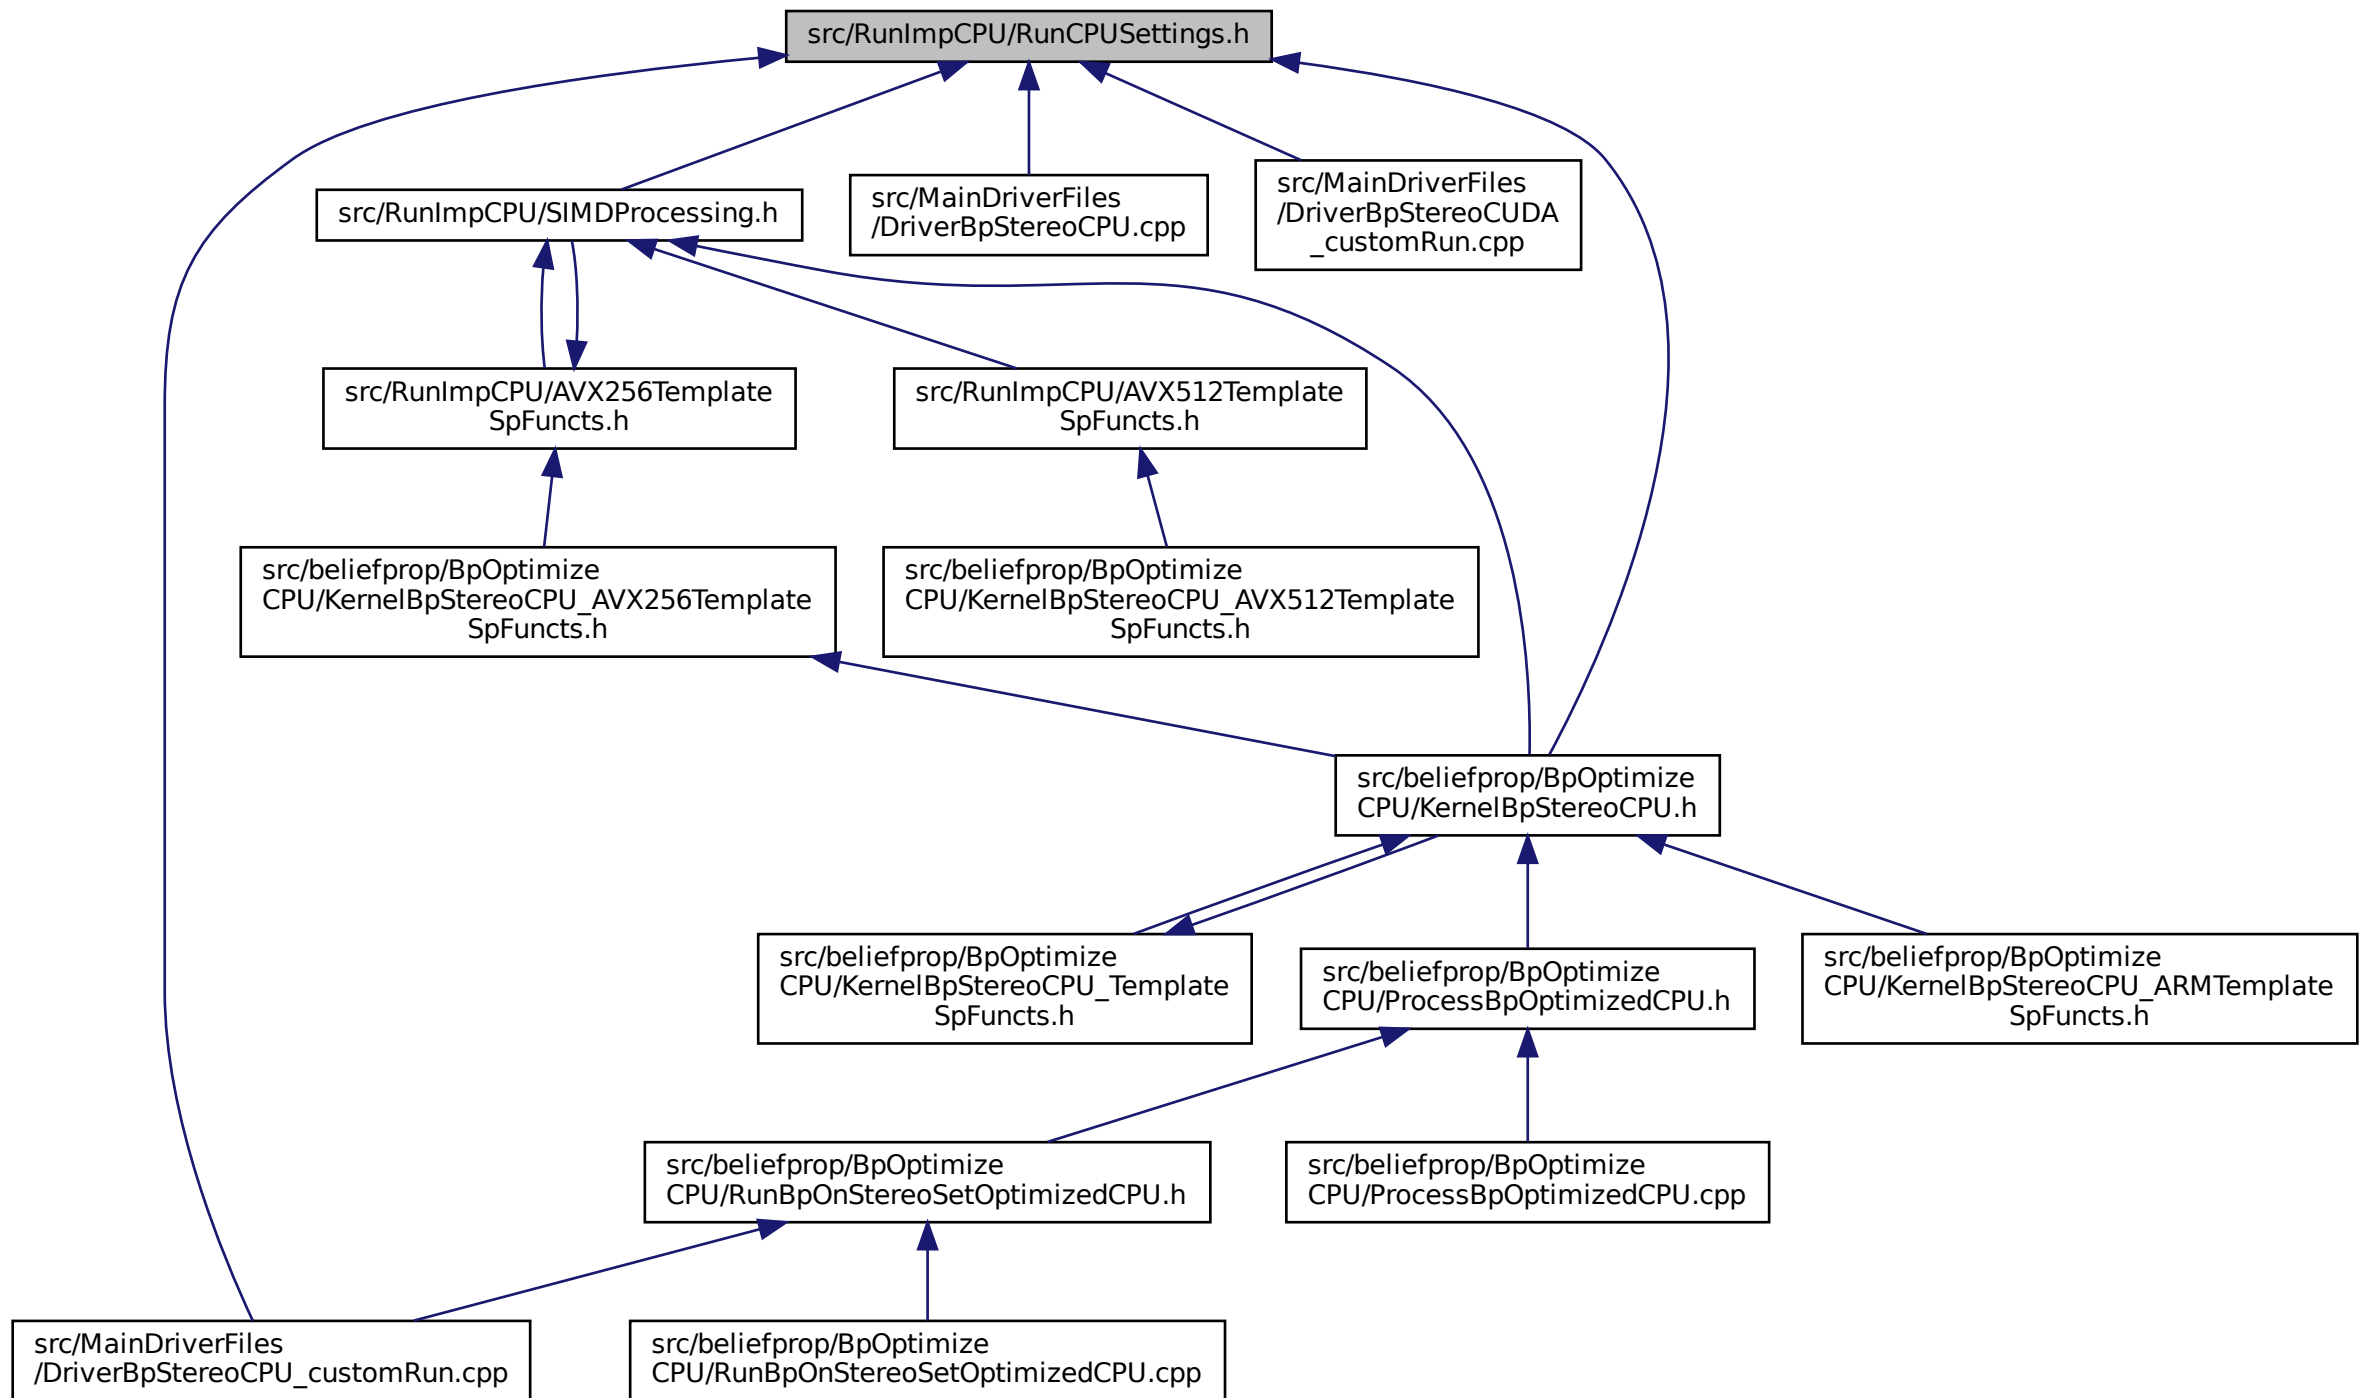 src/RunImpCPU/RunCPUSettings.h
src/RunImpCPU/SIMDProcessing.h
src/MainDriverFiles
/DriverBpStereoCPU.cpp
src/MainDriverFiles
/DriverBpStereoCUDA
_customRun.cpp
src/RunImpCPU/AVX256Template
SpFuncts.h
src/RunImpCPU/AVX512Template
SpFuncts.h
src/beliefprop/BpOptimize
CPU/KernelBpStereoCPU_AVX256Template
SpFuncts.h
src/beliefprop/BpOptimize
CPU/KernelBpStereoCPU_AVX512Template
SpFuncts.h
src/beliefprop/BpOptimize
CPU/KernelBpStereoCPU.h
src/beliefprop/BpOptimize
CPU/KernelBpStereoCPU_Template
SpFuncts.h
src/beliefprop/BpOptimize
CPU/ProcessBpOptimizedCPU.h
src/beliefprop/BpOptimize
CPU/KernelBpStereoCPU_ARMTemplate
SpFuncts.h
src/beliefprop/BpOptimize
CPU/RunBpOnStereoSetOptimizedCPU.h
src/beliefprop/BpOptimize
CPU/ProcessBpOptimizedCPU.cpp
src/MainDriverFiles
/DriverBpStereoCPU_customRun.cpp
src/beliefprop/BpOptimize
CPU/RunBpOnStereoSetOptimizedCPU.cpp